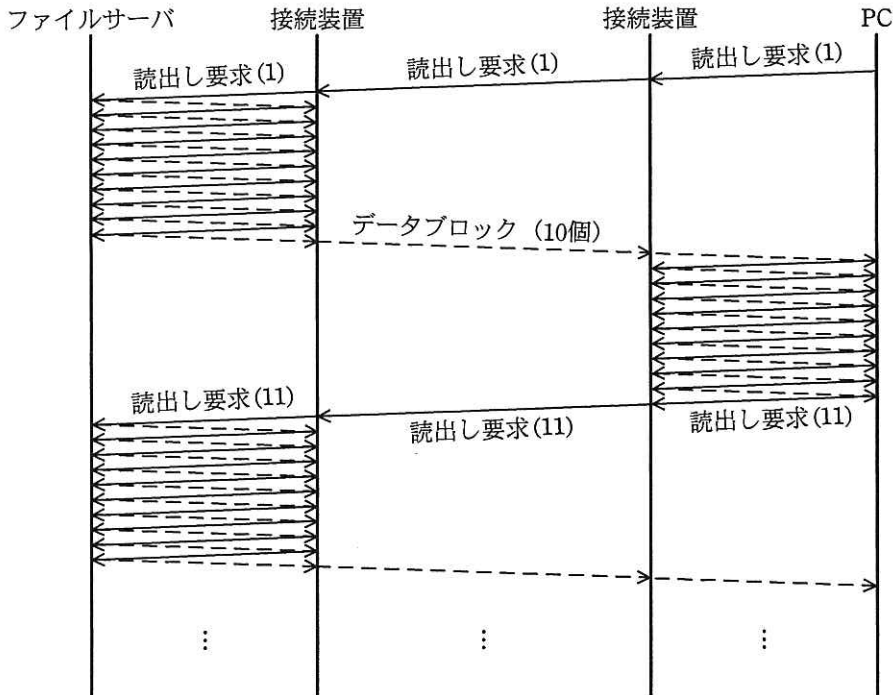 ファイルサーバ 接続装置 接続装置 PC
読出し要求(1) 読出し要求(1) 読出し要求(1)
データブロック (10個)
読出し要求(11) 読出し要求(11) 読出し要求(11)
⋮ ⋮ ⋮